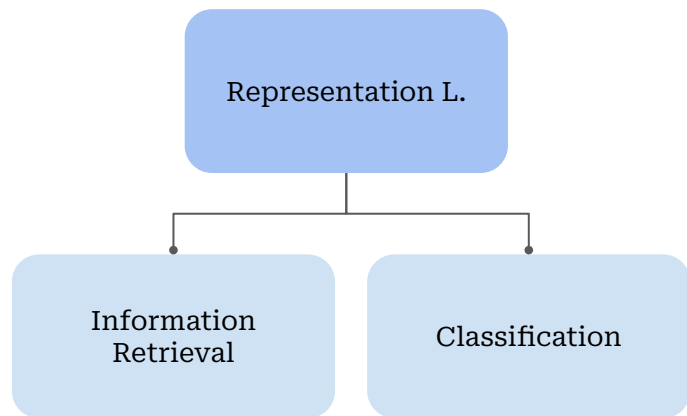 Representation L.
Information
Retrieval
Classification